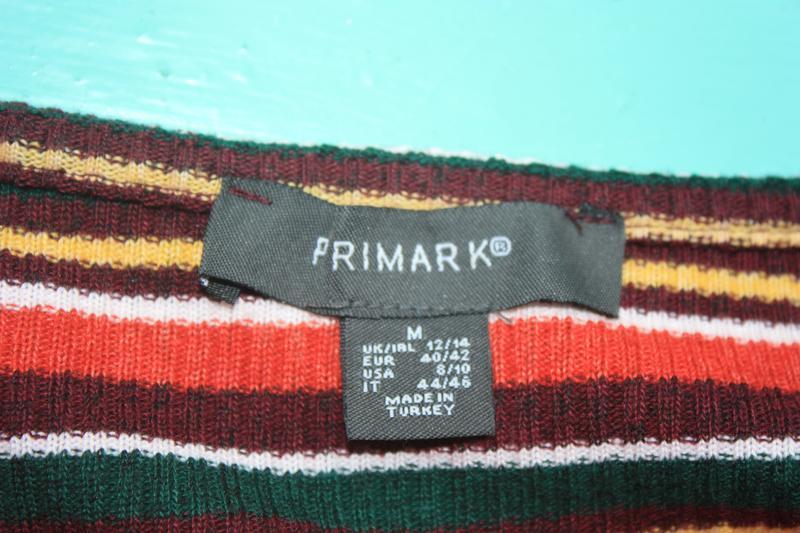 PRIMARK®
M
UK/IRL 12/14
EUR 40/42
USA 8/10
IT 44/46
MADE IN
TURKEY